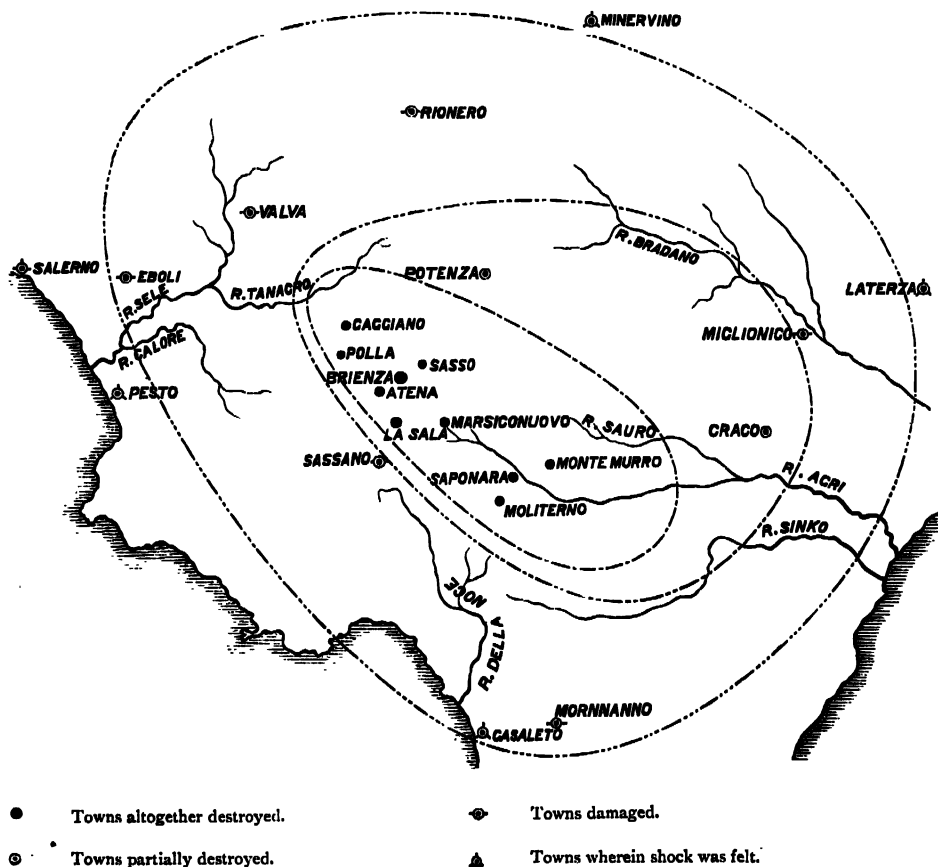 MINERVINO
RIONERO
VALVA
SALERNO
EBOLI
R. SELE
R. TANAGRO
POTENZA
R. BRADANO
LATERZA
R. CALORE
CAGGIANO
MIGLIONICO
POLLA
SASSO
BRIENZA
PESTO
ATENA
LA SALA
MARSICONUOVO
R. SAURO
CRACO
SASSANO
MONTE MURRO
SAPONARA
R. ACRI
MOLITERNO
R. SINKO
R. DELLA NOCE
MORNNANNO
CASALETO
Towns altogether destroyed.
Towns damaged.
Towns partially destroyed.
Towns wherein shock was felt.